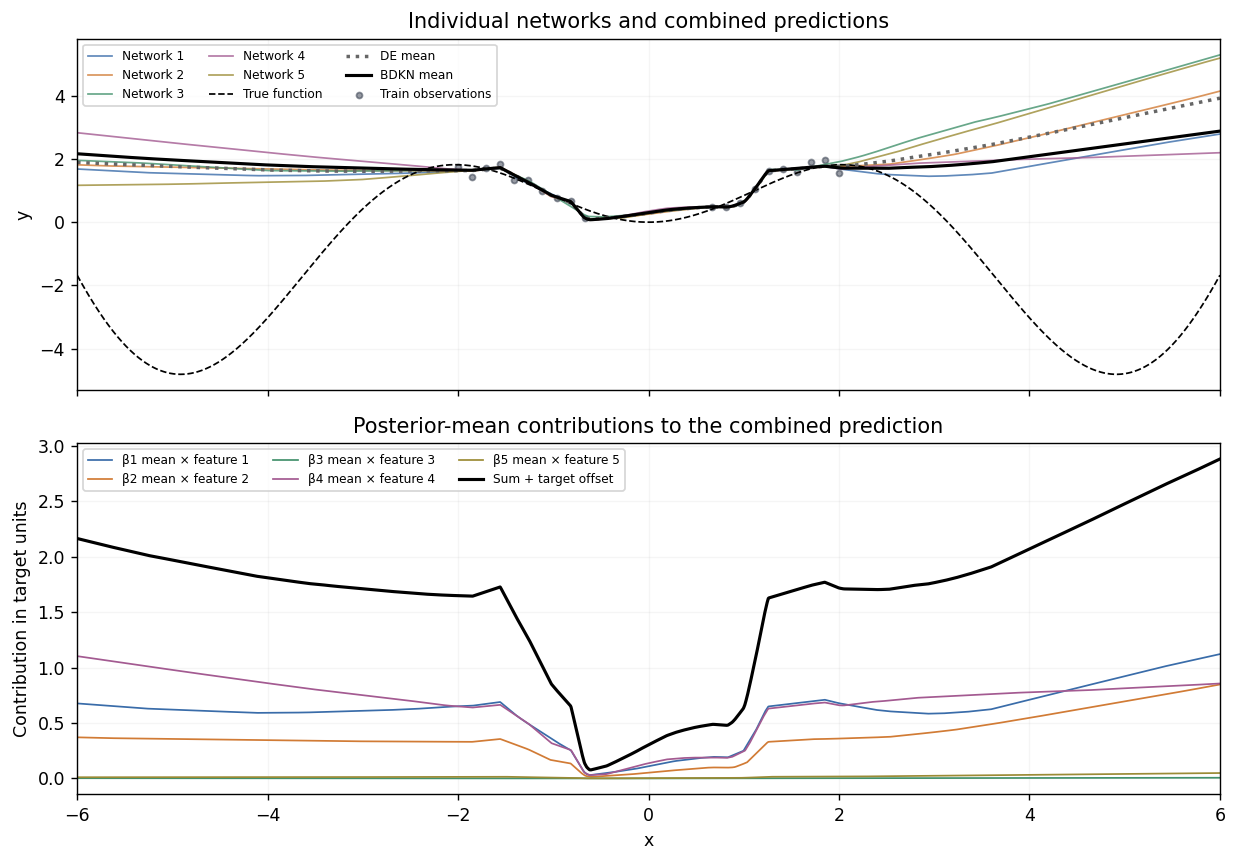 Individual networks and combined predictions
Network 1 Network 4 DE mean
Network 2 Network 5 BDKN mean
Network 3 True function Train observations
4
2
0
−2
−4
y
Posterior-mean contributions to the combined prediction
β1 mean × feature 1 β3 mean × feature 3 β5 mean × feature 5
β2 mean × feature 2 β4 mean × feature 4 Sum + target offset
3.0
2.5
2.0
1.5
1.0
0.5
0.0
Contribution in target units
−6 −4 −2 0 2 4 6
x